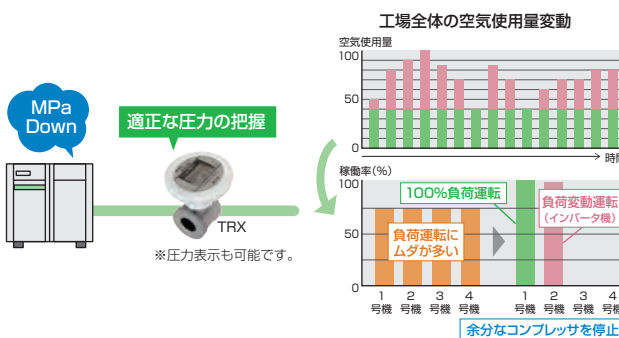 工場全体の空気使用量変動
空気使用量
100
50
0
時間
MPa
Down
適正な圧力の把握
TRX
※圧力表示も可能です。
稼働率(%)
100
50
0
100%負荷運転
負荷変動運転
(インバータ機)
負荷運転に
ムダが多い
1 2 3 4 1 2 3 4
号機 号機 号機 号機 号機 号機 号機 号機
余分なコンプレッサを停止